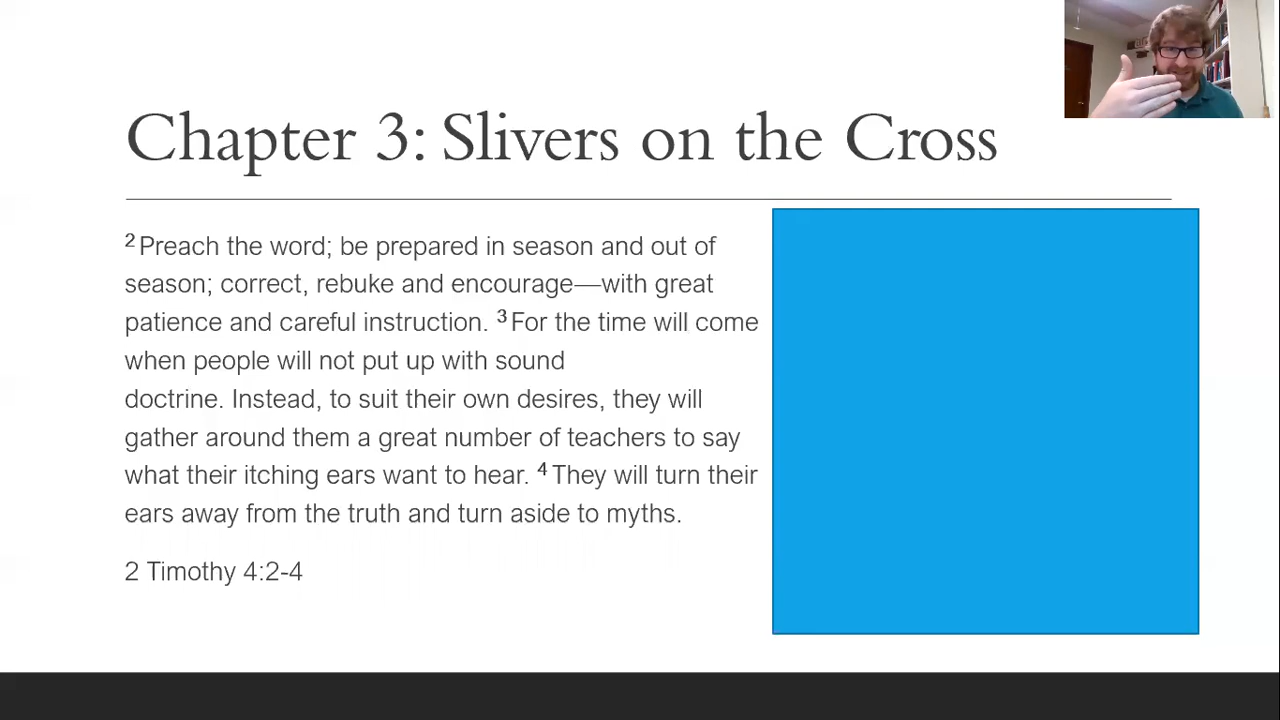 Chapter 3: Slivers on the Cross
2 Preach the word; be prepared in season and out of
season; correct, rebuke and encourage—with great
patience and careful instruction. 3 For the time will come
when people will not put up with sound
doctrine. Instead, to suit their own desires, they will
gather around them a great number of teachers to say
what their itching ears want to hear. 4 They will turn their
ears away from the truth and turn aside to myths.
2 Timothy 4:2-4